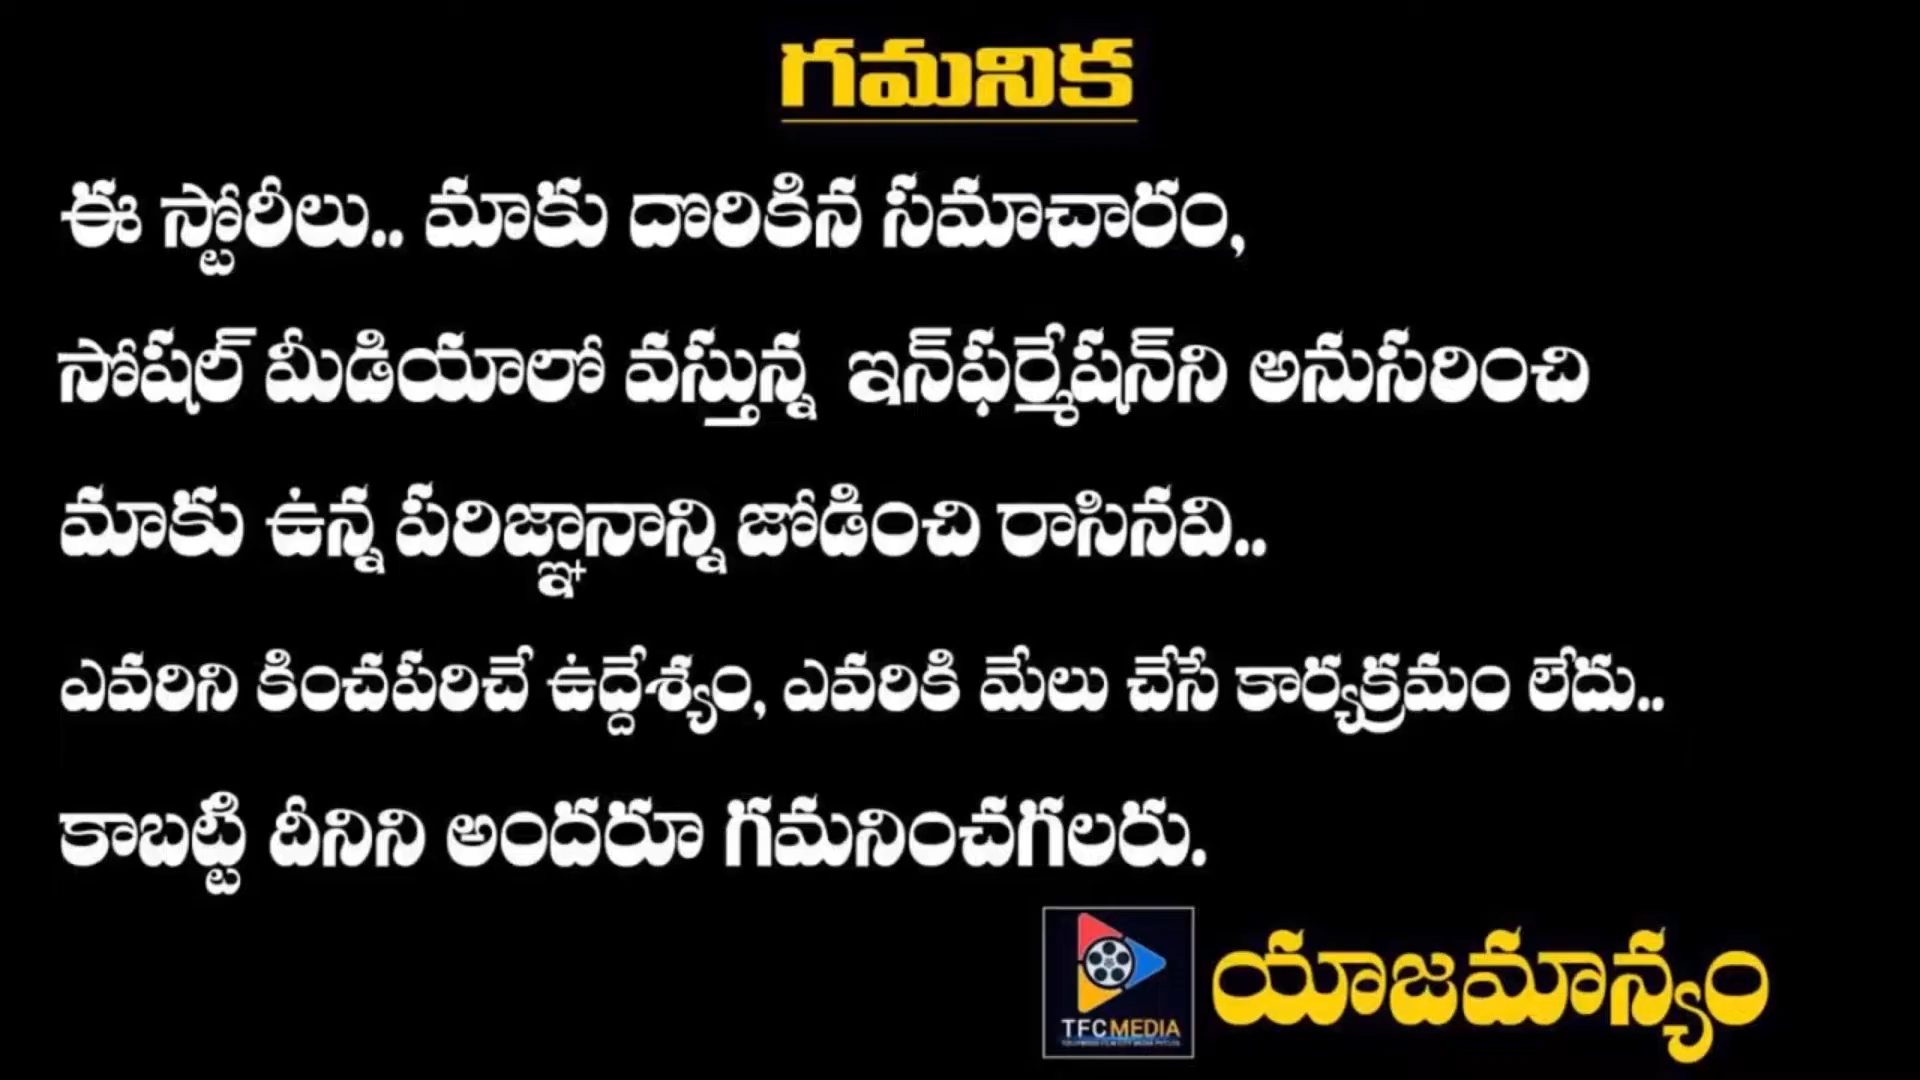 గమనిక
ఈ స్టోరీలు.. మాకు దొరికిన సమాచారం,
సోషల్ మీడియాలో వస్తున్న ఇన్‌ఫర్మేషన్‌ని అనుసరించి
మాకు ఉన్న పరిజ్ఞానాన్ని జోడించి రాసినవి..
ఎవరిని కించపరిచే ఉద్దేశ్యం, ఎవరికి మేలు చేసే కార్యక్రమం లేదు..
కాబట్టి దీనిని అందరూ గమనించగలరు.
యాజమాన్యం
TFC MEDIA